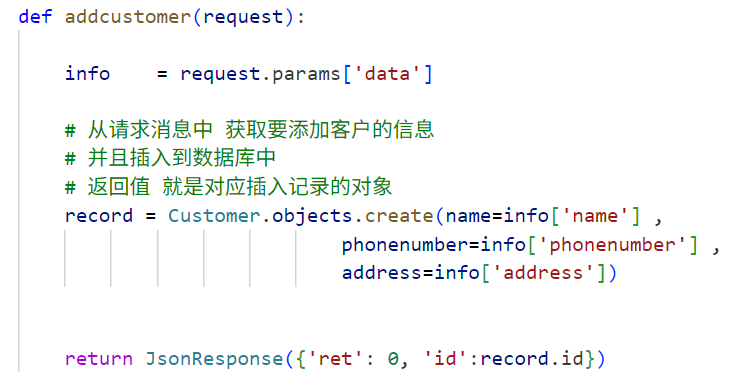 def addcustomer(request):
info    = request.params['data']
# 从请求消息中 获取要添加客户的信息
# 并且插入到数据库中
# 返回值 就是对应插入记录的对象
record = Customer.objects.create(name=info['name'] ,
phonenumber=info['phonenumber'] ,
address=info['address'])
return JsonResponse({'ret': 0, 'id':record.id})